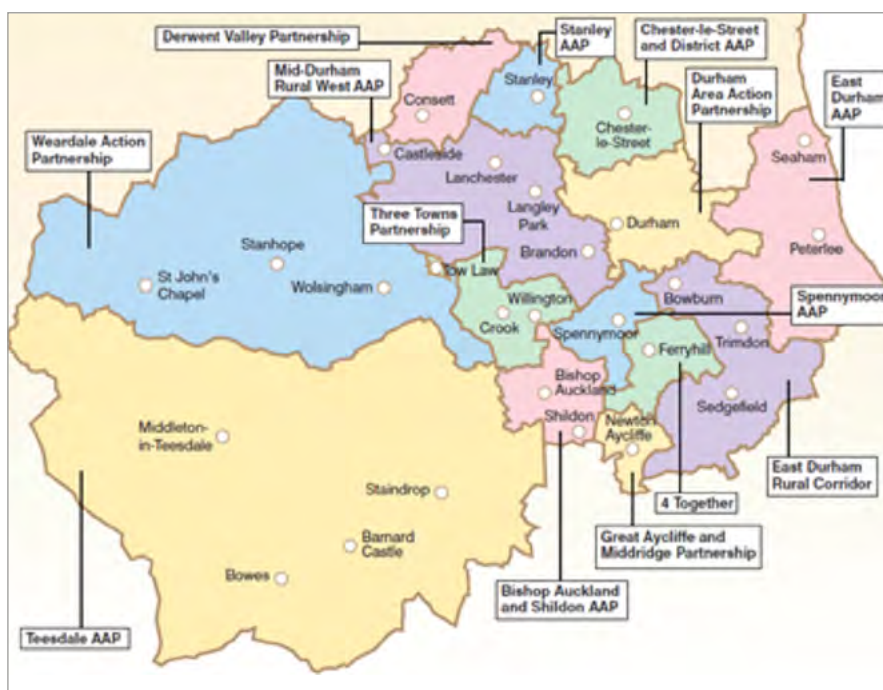 Derwent Valley Partnership
Stanley
AAP
Chester-le-Street
and District AAP
Mid-Durham
Rural West AAP
Durham
Area Action
Partnership
East
Durham
AAP
Weardale Action
Partnership
Three Towns
Partnership
Consett
Stanley
Chester-
le-Street
Seaham
Castleside
Lanchester
Langley
Park
Durham
Brandon
Peterlee
Stanhope
St John's
Chapel
Wolsingham
Tow Law
Willington
Crook
Bowburn
Spennymoor
Spennymoor
AAP
Trimdon
Ferryhill
Bishop
Auckland
Shildon
Sedgefield
Newton
Aycliffe
Middleton-
in-Teesdale
Staindrop
Barnard
Castle
Bowes
East Durham
Rural Corridor
4 Together
Great Aycliffe and
Middridge Partnership
Bishop Auckland
and Shildon AAP
Teesdale AAP